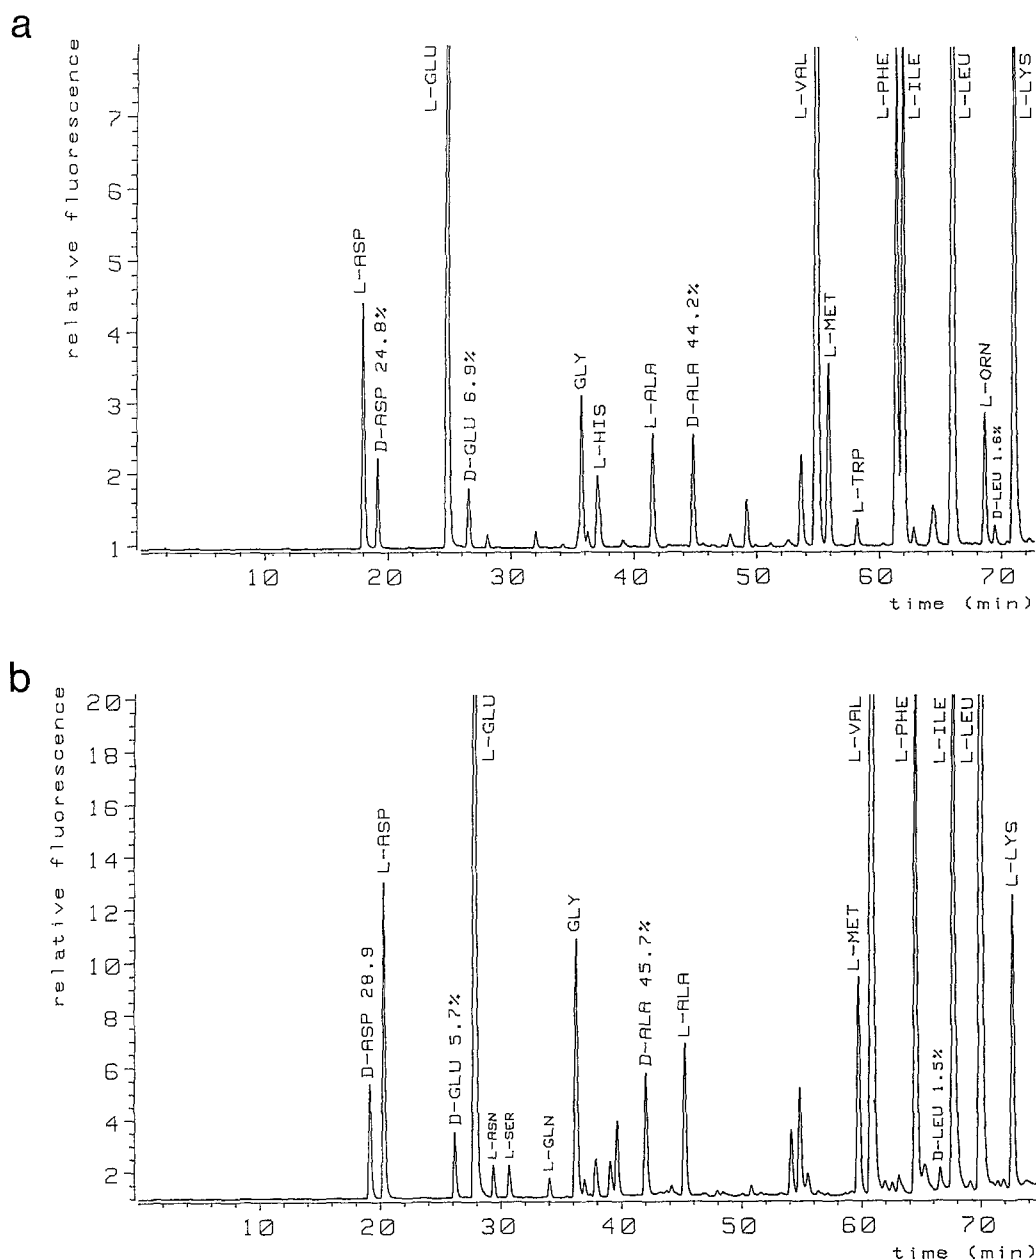 a
relative fluorescence
7
6
5
4
3
2
1
L-ASP
D-ASP 24.8%
L-GLU
D-GLU 6.9%
GLY
L-HIS
L-ALA
D-ALA 44.2%
L-VAL
L-MET
L-TRP
L-PHE
L-ILE
L-LEU
L-ORN
D-LEU 1.6%
L-LYS
10 20 30 40 50 60 70
time (min)
b
relative fluorescence
20
18
16
14
12
10
8
6
4
2
D-ASP 28.9
L-ASP
D-GLU 5.7%
L-GLU
L-ASN
L-SER
L-GLN
GLY
D-ALA 45.7%
L-ALA
L-MET
L-VAL
L-PHE
D-LEU 1.5%
L-ILE
L-LEU
L-LYS
10 20 30 40 50 60 70
time (min)